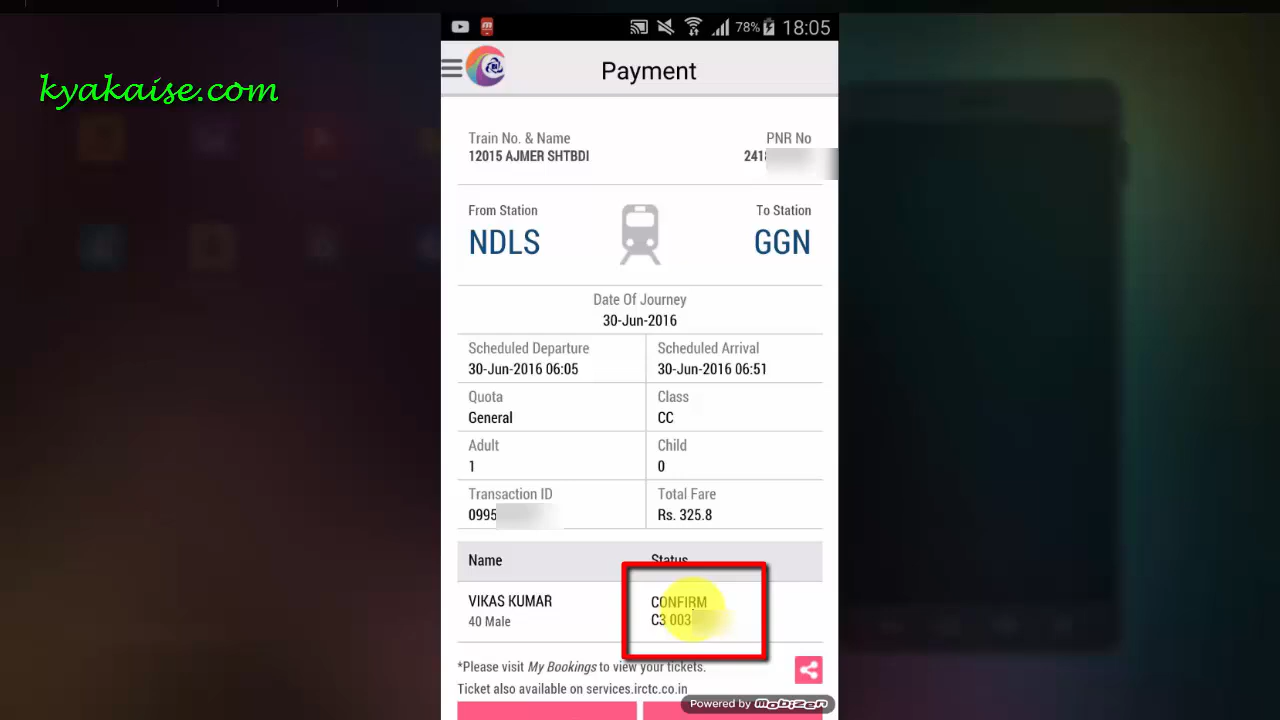 kyakaise.com
78% 18:05
Payment
Train No. & Name PNR No
12015 AJMER SHTBDI 241
From Station To Station
NDLS GGN
Date Of Journey
30-Jun-2016
Scheduled Departure Scheduled Arrival
30-Jun-2016 06:05 30-Jun-2016 06:51
Quota Class
General CC
Adult Child
1 0
Transaction ID Total Fare
0995 Rs. 325.8
Name Status
VIKAS KUMAR CONFIRM
40 Male C3 003
*Please visit My Bookings to view your tickets.
Ticket also available on services.irctc.co.in
Powered by mobizen